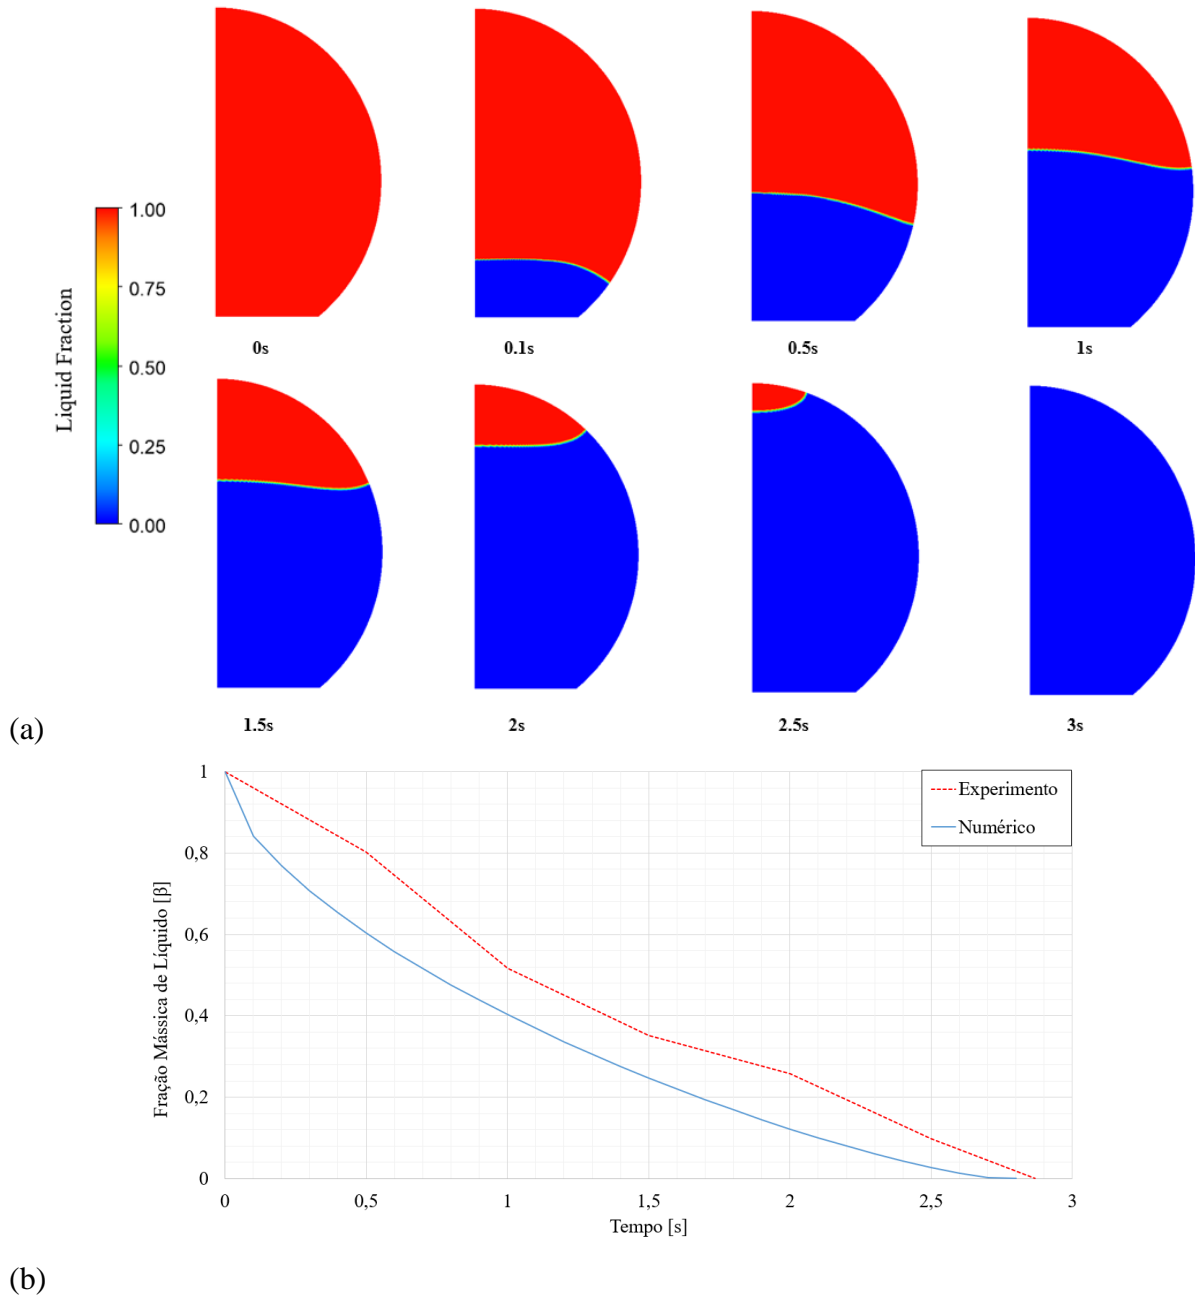 0s
0.1s
0.5s
1s
Liquid Fraction
1.00
0.75
0.50
0.25
0.00
1.5s
2s
2.5s
3s
(a)
Experimento
Numérico
Fração Mássica de Líquido [β]
1
0,8
0,6
0,4
0,2
0
0 0,5 1 1,5 2 2,5 3
Tempo [s]
(b)